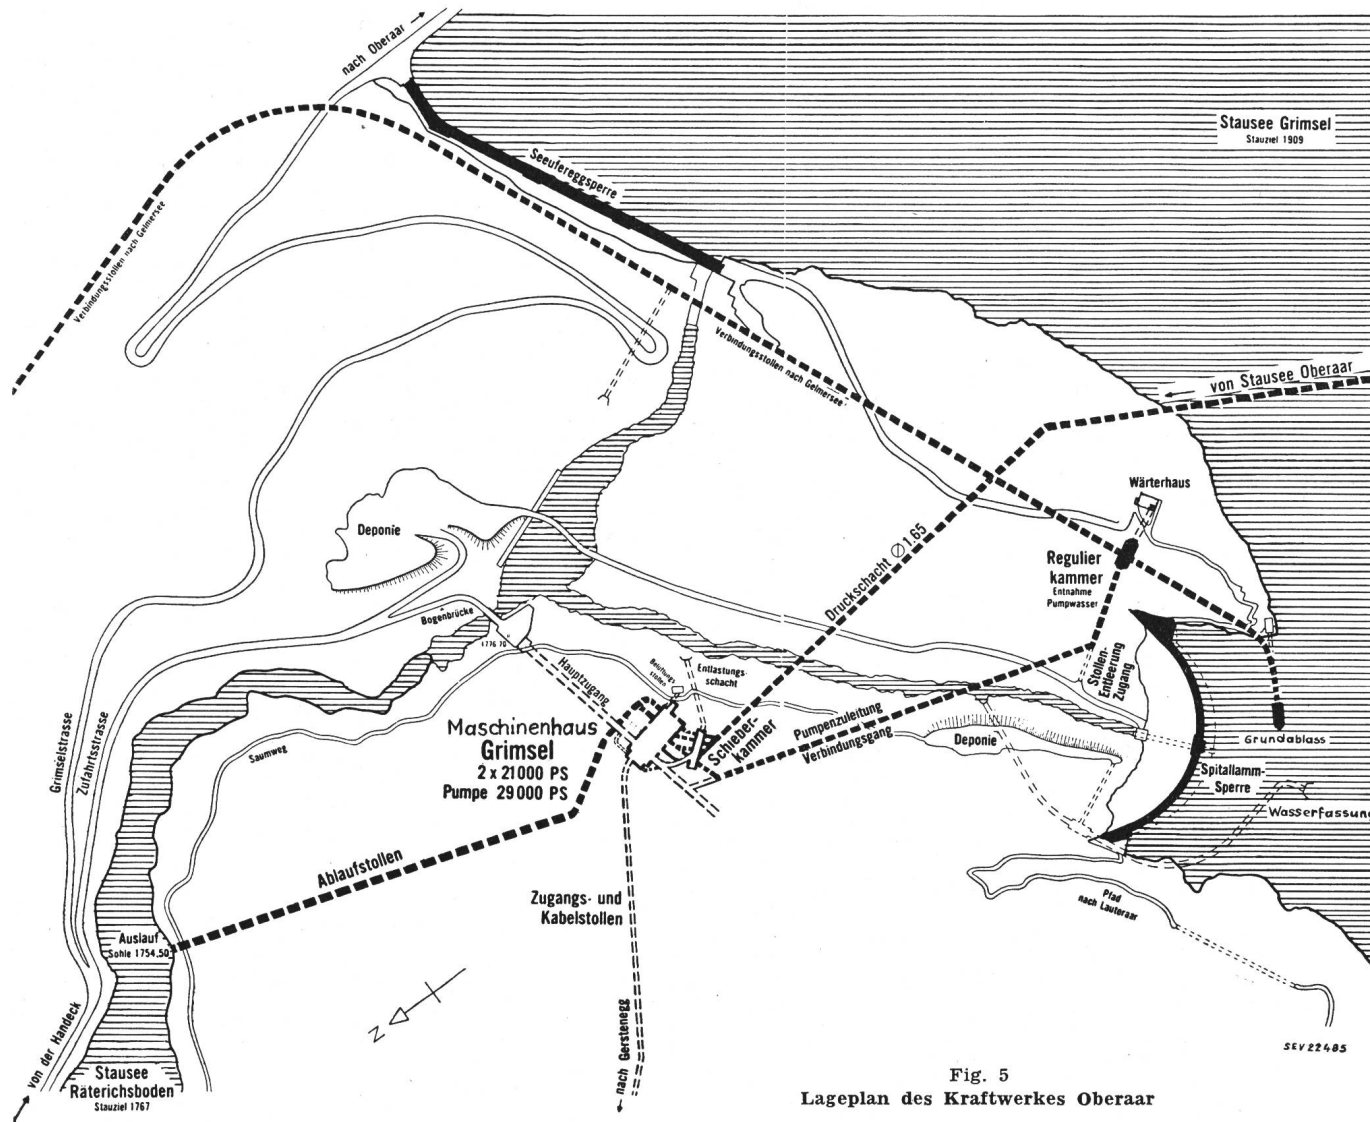 nach Oberaar
Stausee Grimsel
Stauziel 1909
Seeufereggsperre
Verbindungsstollen nach Gelmersee
Verbindungsstollen nach Gelmersee
von Stausee Oberaar
Wärterhaus
Deponie
Druckschacht Ø 1.65
Regulier
kammer
Entnahme
Pumpwasser
Bogenbrücke
1776.70
Hauptzugang
Belüftungs
stollen
Entlastungs-
schacht
Stollen-
Entleerung
Zugang
Grimselstrasse
Zufahrtsstrasse
Saumweg
Maschinenhaus
Grimsel
2 x 21000 PS
Pumpe 29000 PS
Schieber-
kammer
Pumpenzuleitung
Verbindungsgang
Deponie
Grundablass
Spitallamm-
Sperre
Wasserfassung
Ablaufstollen
Zugangs- und
Kabelstollen
Pfad
nach Lauteraar
Auslauf
Sohle 1754,50
N
von der Handeck
nach Gerstenegg
Stausee
Räterichsboden
Stauziel 1767
SEV 22485
Fig. 5
Lageplan des Kraftwerkes Oberaar